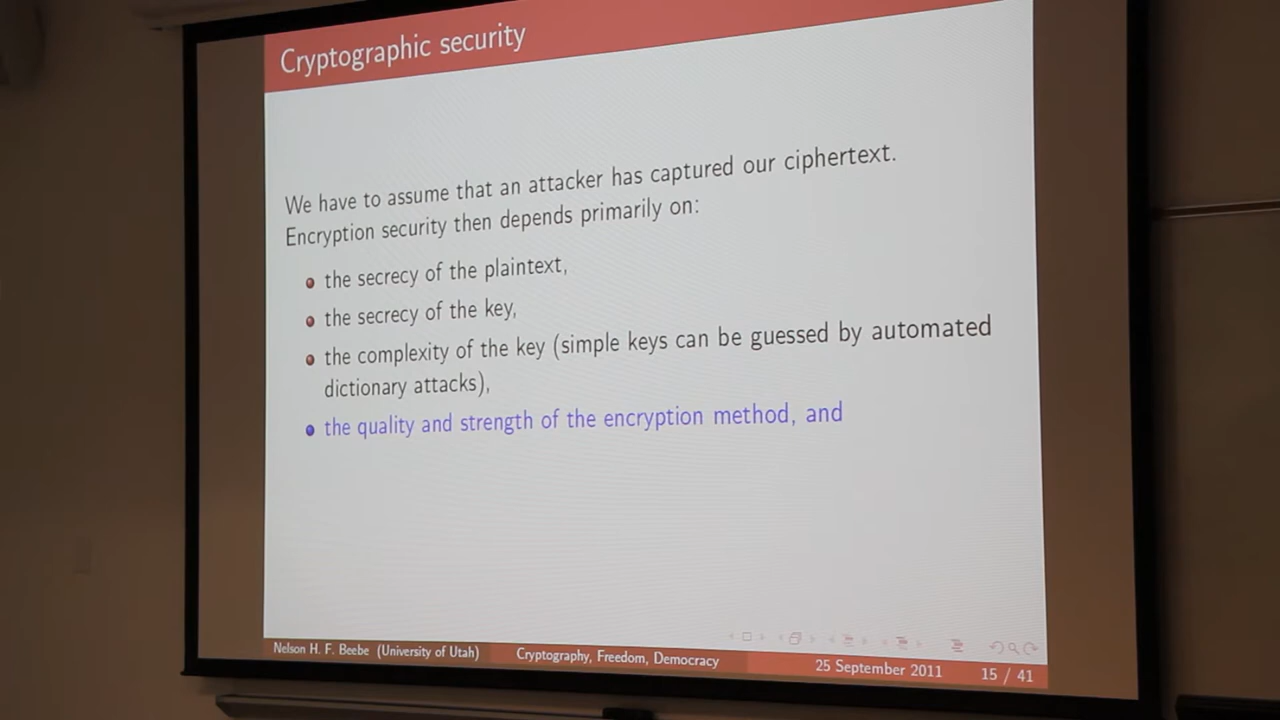 Cryptographic security
We have to assume that an attacker has captured our ciphertext.
Encryption security then depends primarily on:
the secrecy of the plaintext,
the secrecy of the key,
the complexity of the key (simple keys can be guessed by automated
dictionary attacks),
the quality and strength of the encryption method, and
Nelson H. F. Beebe (University of Utah) Cryptography, Freedom, Democracy 25 September 2011 15 / 41